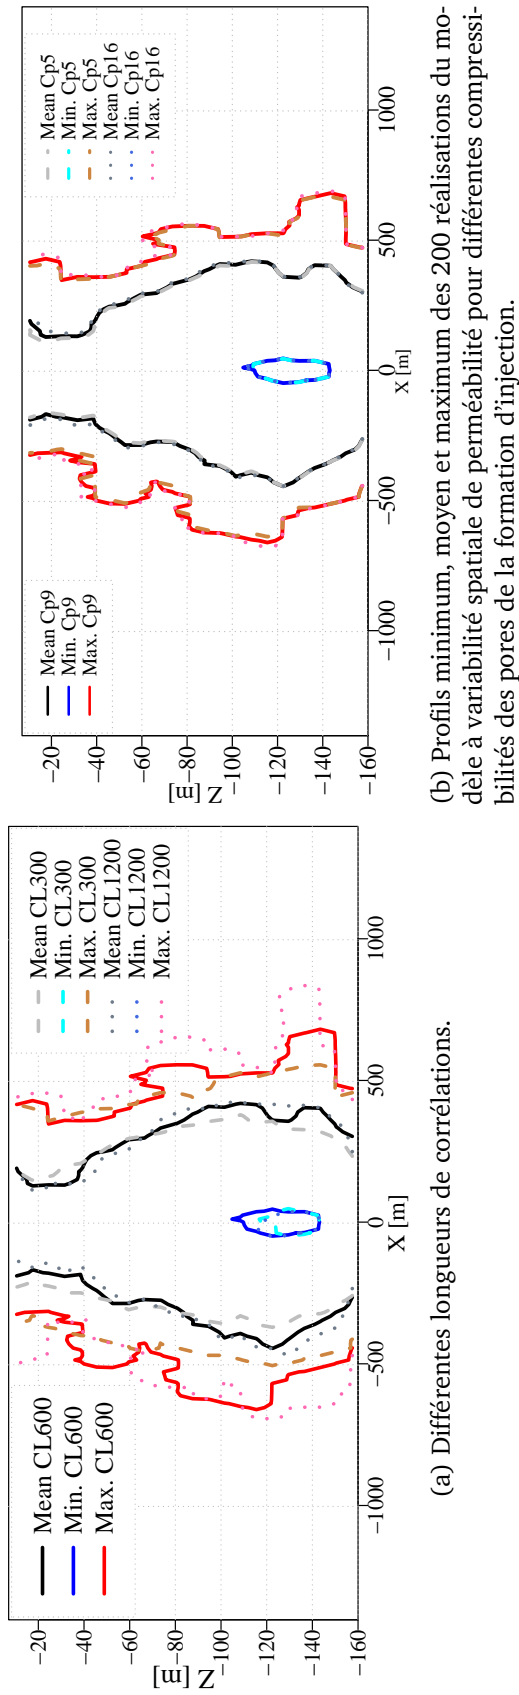 −20
−40
−60
−80
−100
−120
−140
−160
Z [m]
−1000
−500
0
500
1000
X [m]
Mean CL600
Min. CL600
Max. CL600
Mean CL300
Min. CL300
Max. CL300
Mean CL1200
Min. CL1200
Max. CL1200
(a) Différentes longueurs de corrélations.
−20
−40
−60
−80
−100
−120
−140
−160
Z [m]
−1000
−500
0
500
1000
X [m]
Mean Cp9
Min. Cp9
Max. Cp9
Mean Cp5
Min. Cp5
Max. Cp5
Mean Cp16
Min. Cp16
Max. Cp16
(b) Profils minimum, moyen et maximum des 200 réalisations du mo-
dèle à variabilité spatiale de perméabilité pour différentes compressi-
bilités des pores de la formation d'injection.